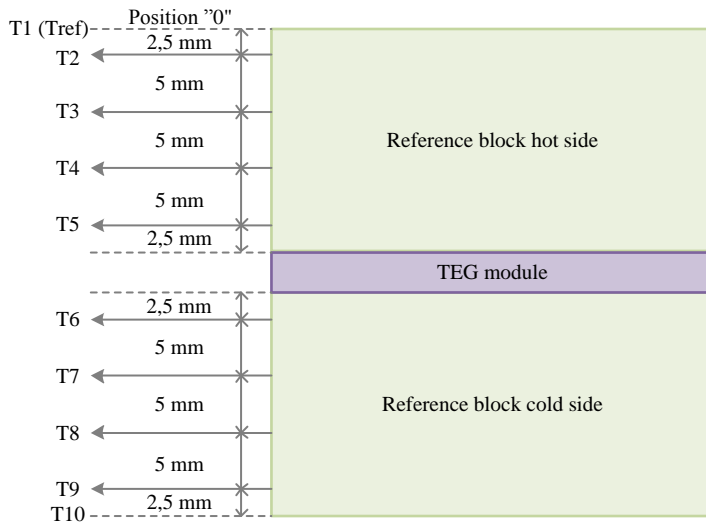 Position ”0"
T1 (Tref)
2,5 mm
T2
5 mm
T3
5 mm
Reference block hot side
T4
5 mm
T5
2,5 mm
TEG module
2,5 mm
T6
5 mm
T7
5 mm
Reference block cold side
T8
5 mm
T9
2,5 mm
T10